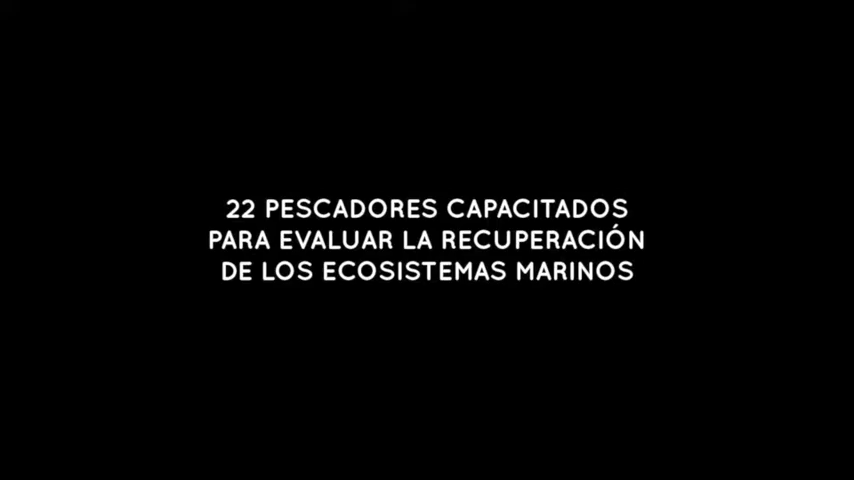 22 PESCADORES CAPACITADOS
PARA EVALUAR LA RECUPERACIÓN
DE LOS ECOSISTEMAS MARINOS